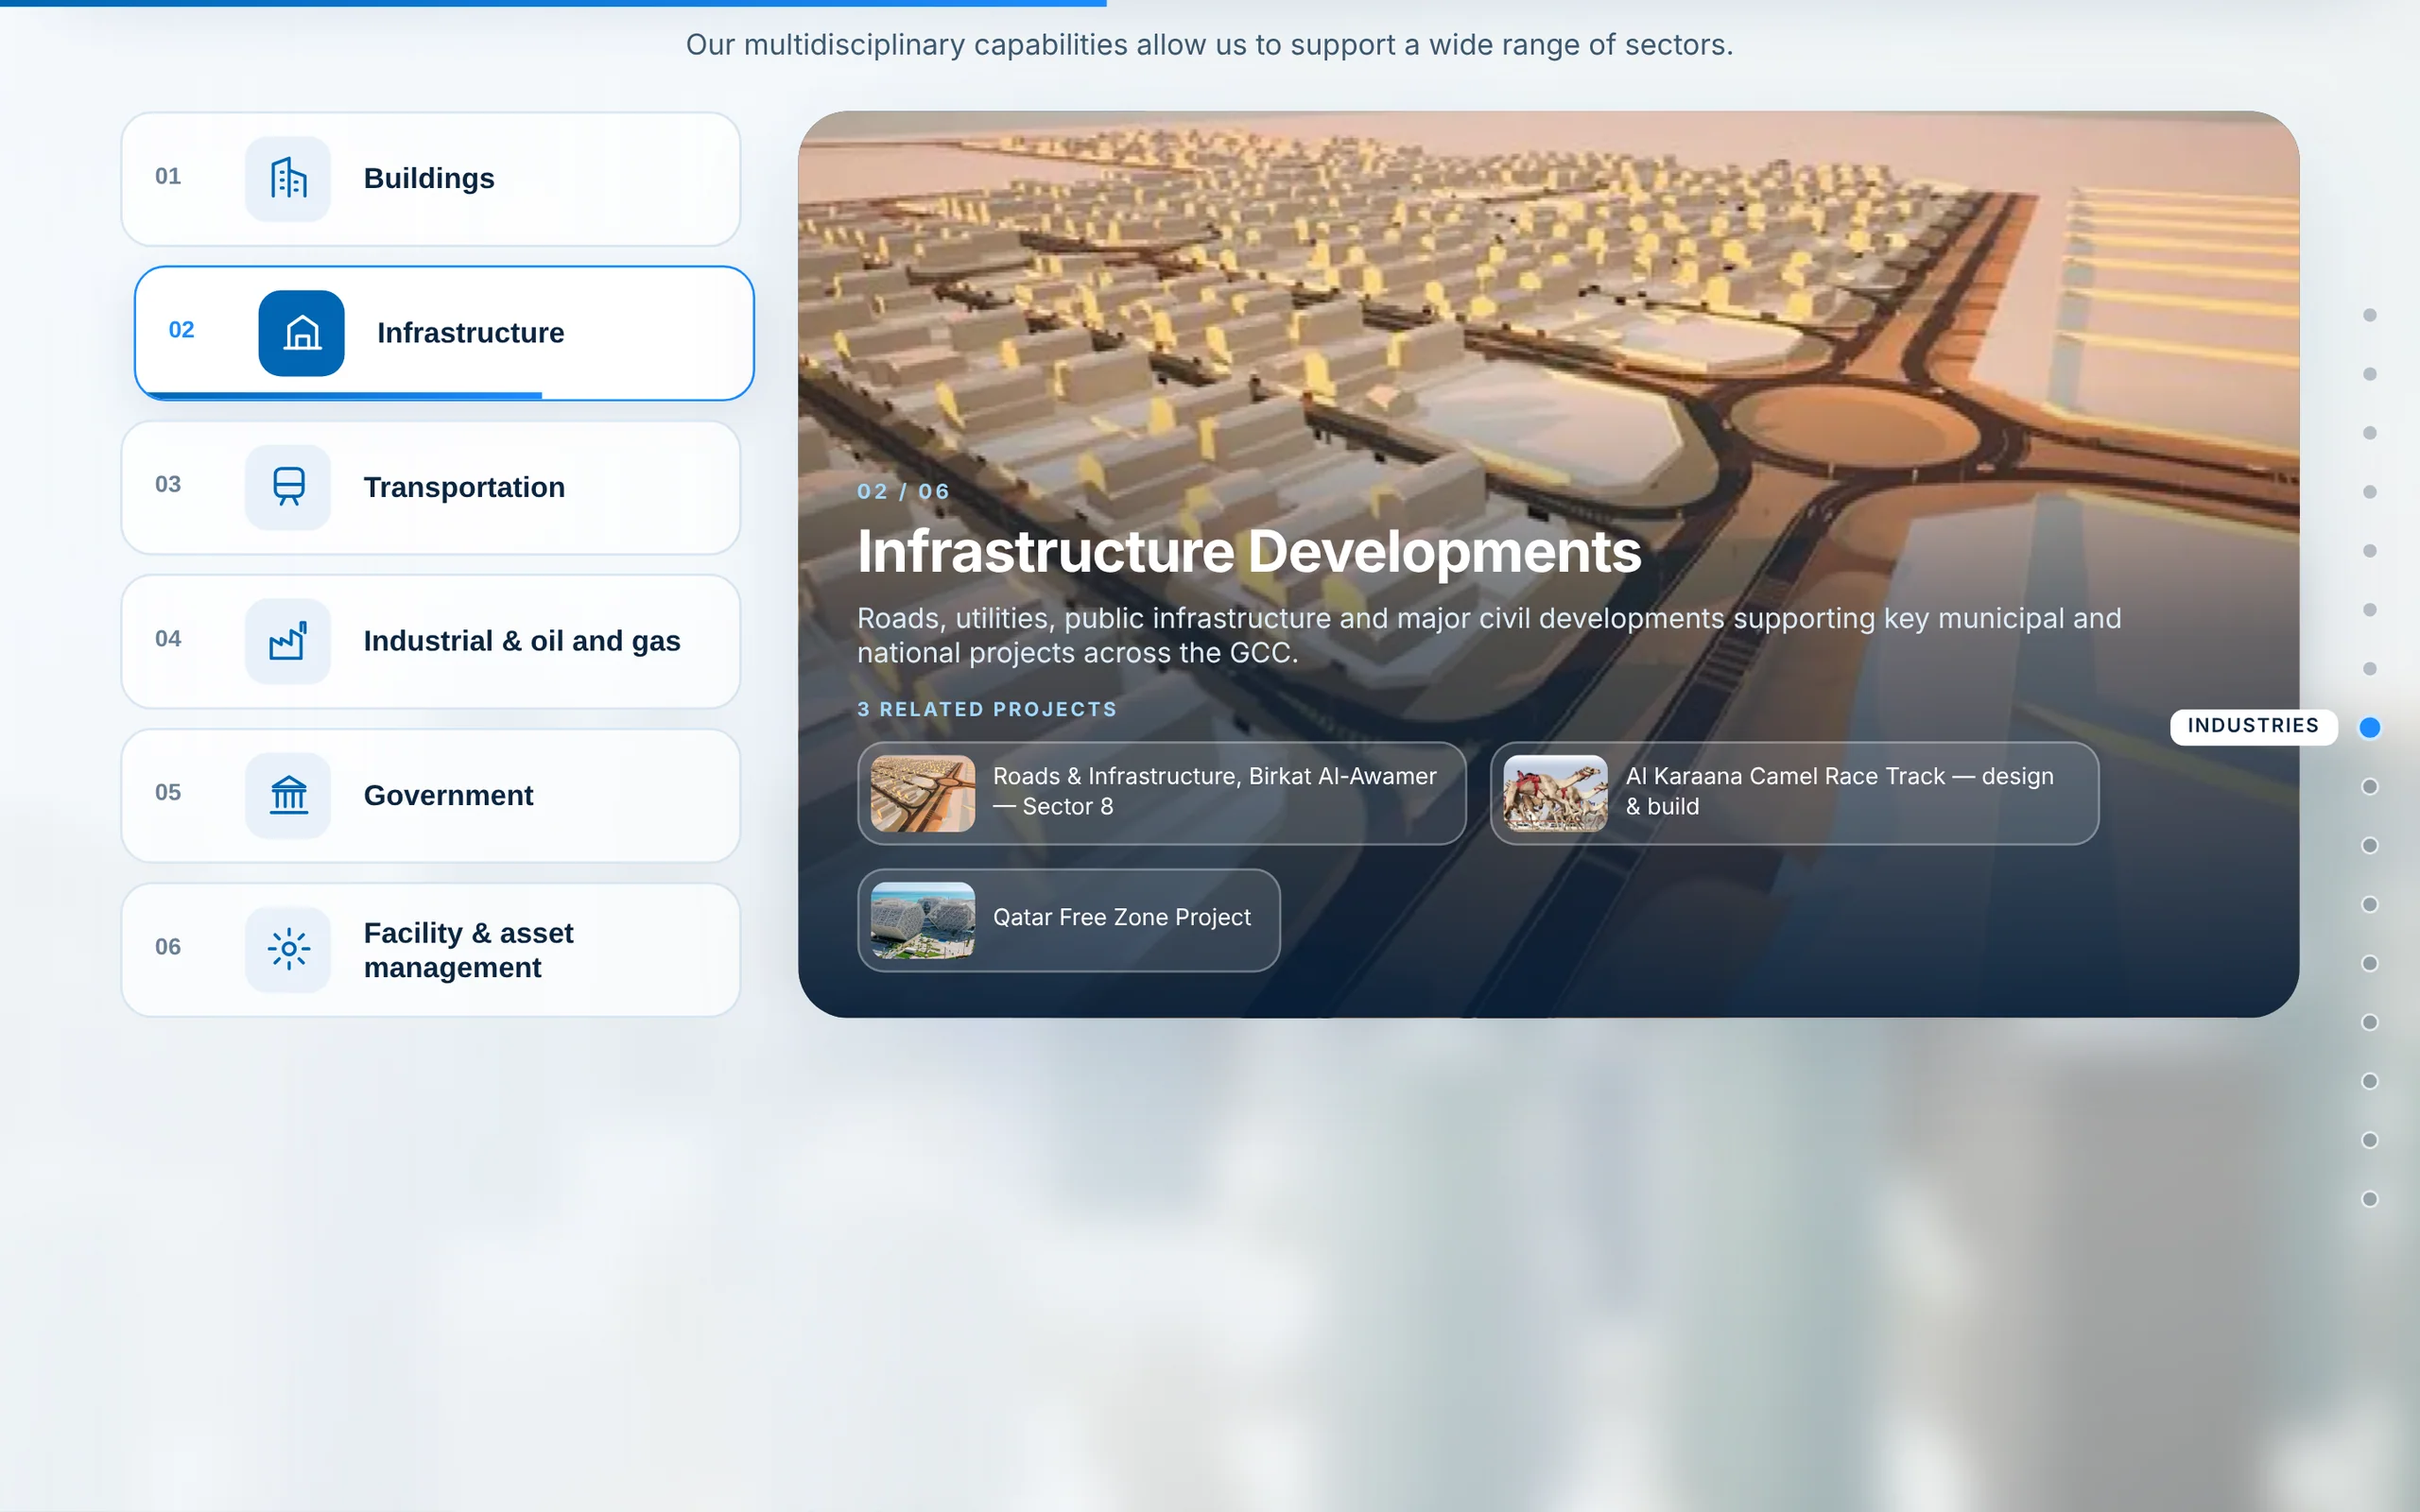 Our multidisciplinary capabilities allow us to support a wide range of sectors.
01
Buildings
02
Infrastructure
03
Transportation
04
Industrial & oil and gas
05
Government
06
Facility & asset
management
02 / 06
Infrastructure Developments
Roads, utilities, public infrastructure and major civil developments supporting key municipal and
national projects across the GCC.
3 RELATED PROJECTS
Roads & Infrastructure, Birkat Al-Awamer
— Sector 8
Al Karaana Camel Race Track — design
& build
Qatar Free Zone Project
INDUSTRIES